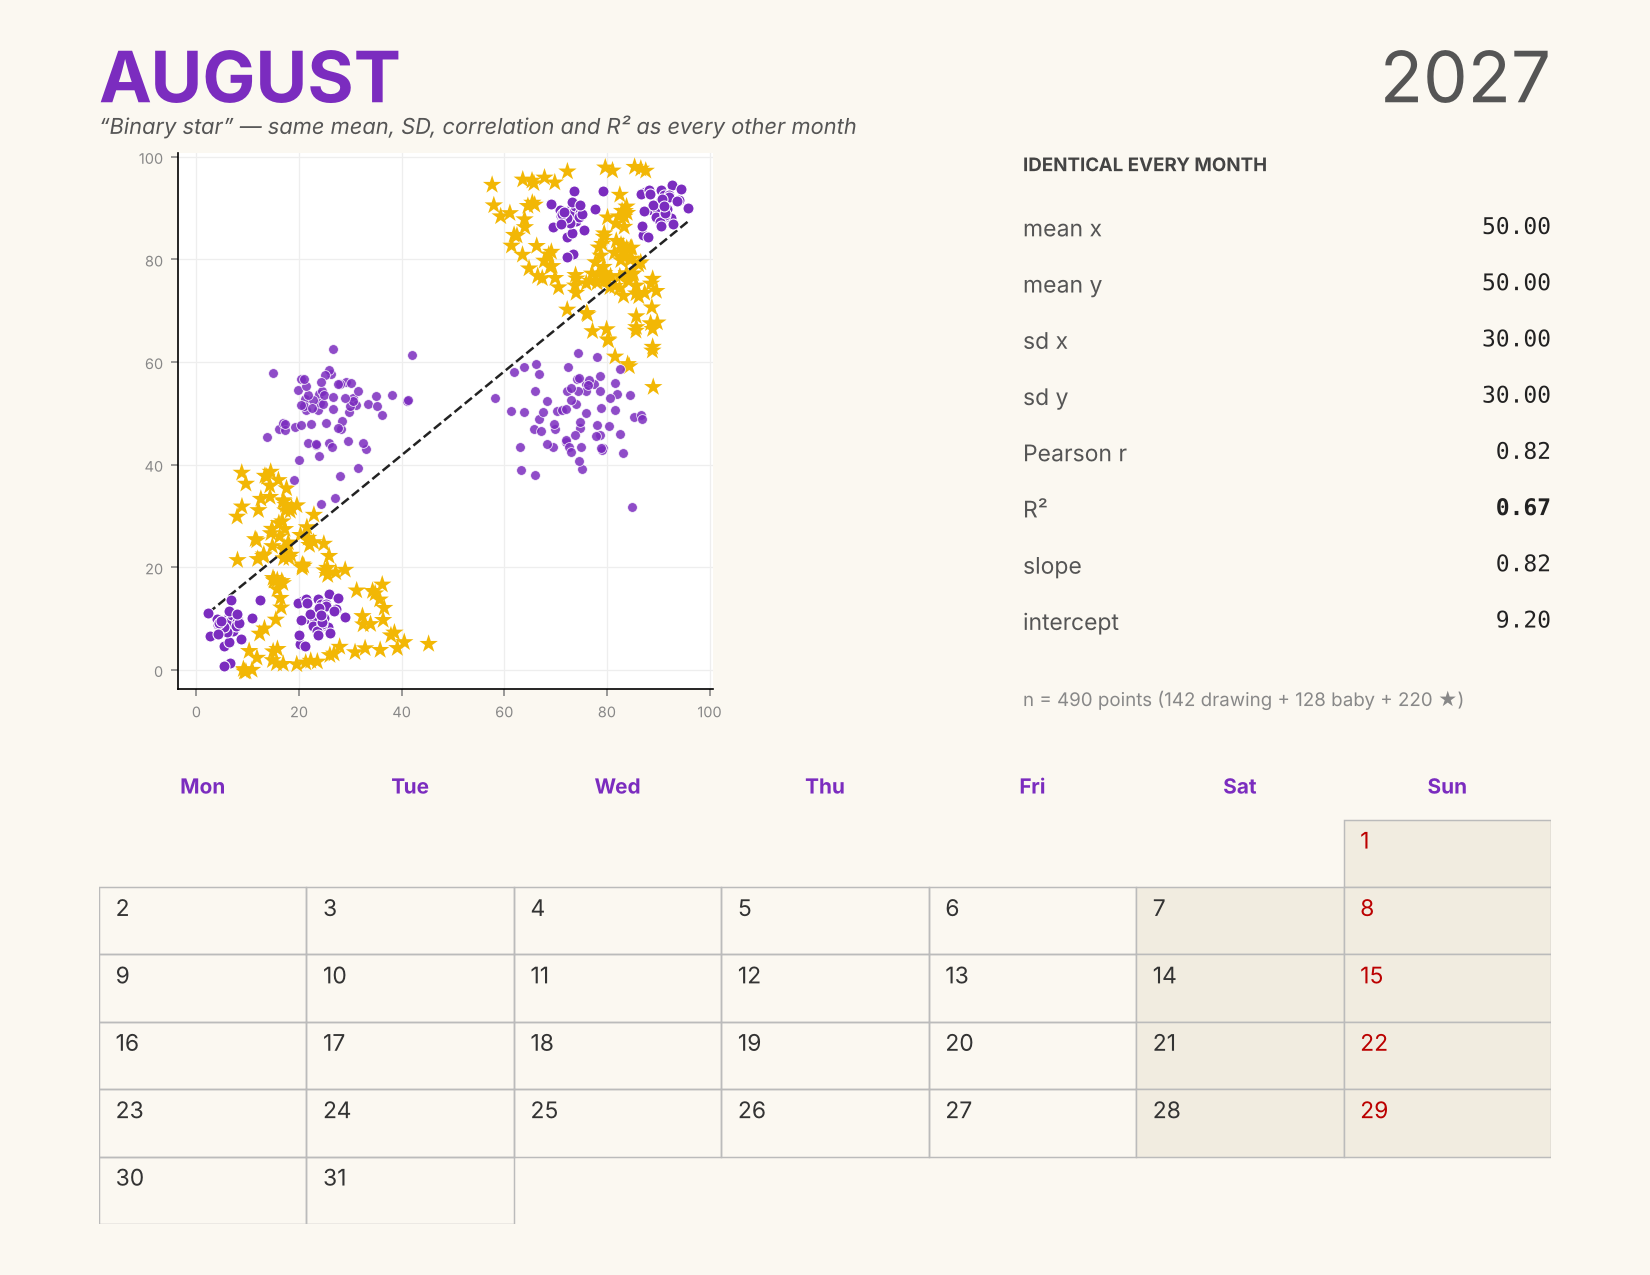 AUGUST 2027
“Binary star” — same mean, SD, correlation and R² as every other month
100
80
60
40
20
0
0 20 40 60 80 100
IDENTICAL EVERY MONTH
mean x 50.00
mean y 50.00
sd x 30.00
sd y 30.00
Pearson r 0.82
R² 0.67
slope 0.82
intercept 9.20
n = 490 points (142 drawing + 128 baby + 220 ★)
Mon Tue Wed Thu Fri Sat Sun
1
2 3 4 5 6 7 8
9 10 11 12 13 14 15
16 17 18 19 20 21 22
23 24 25 26 27 28 29
30 31